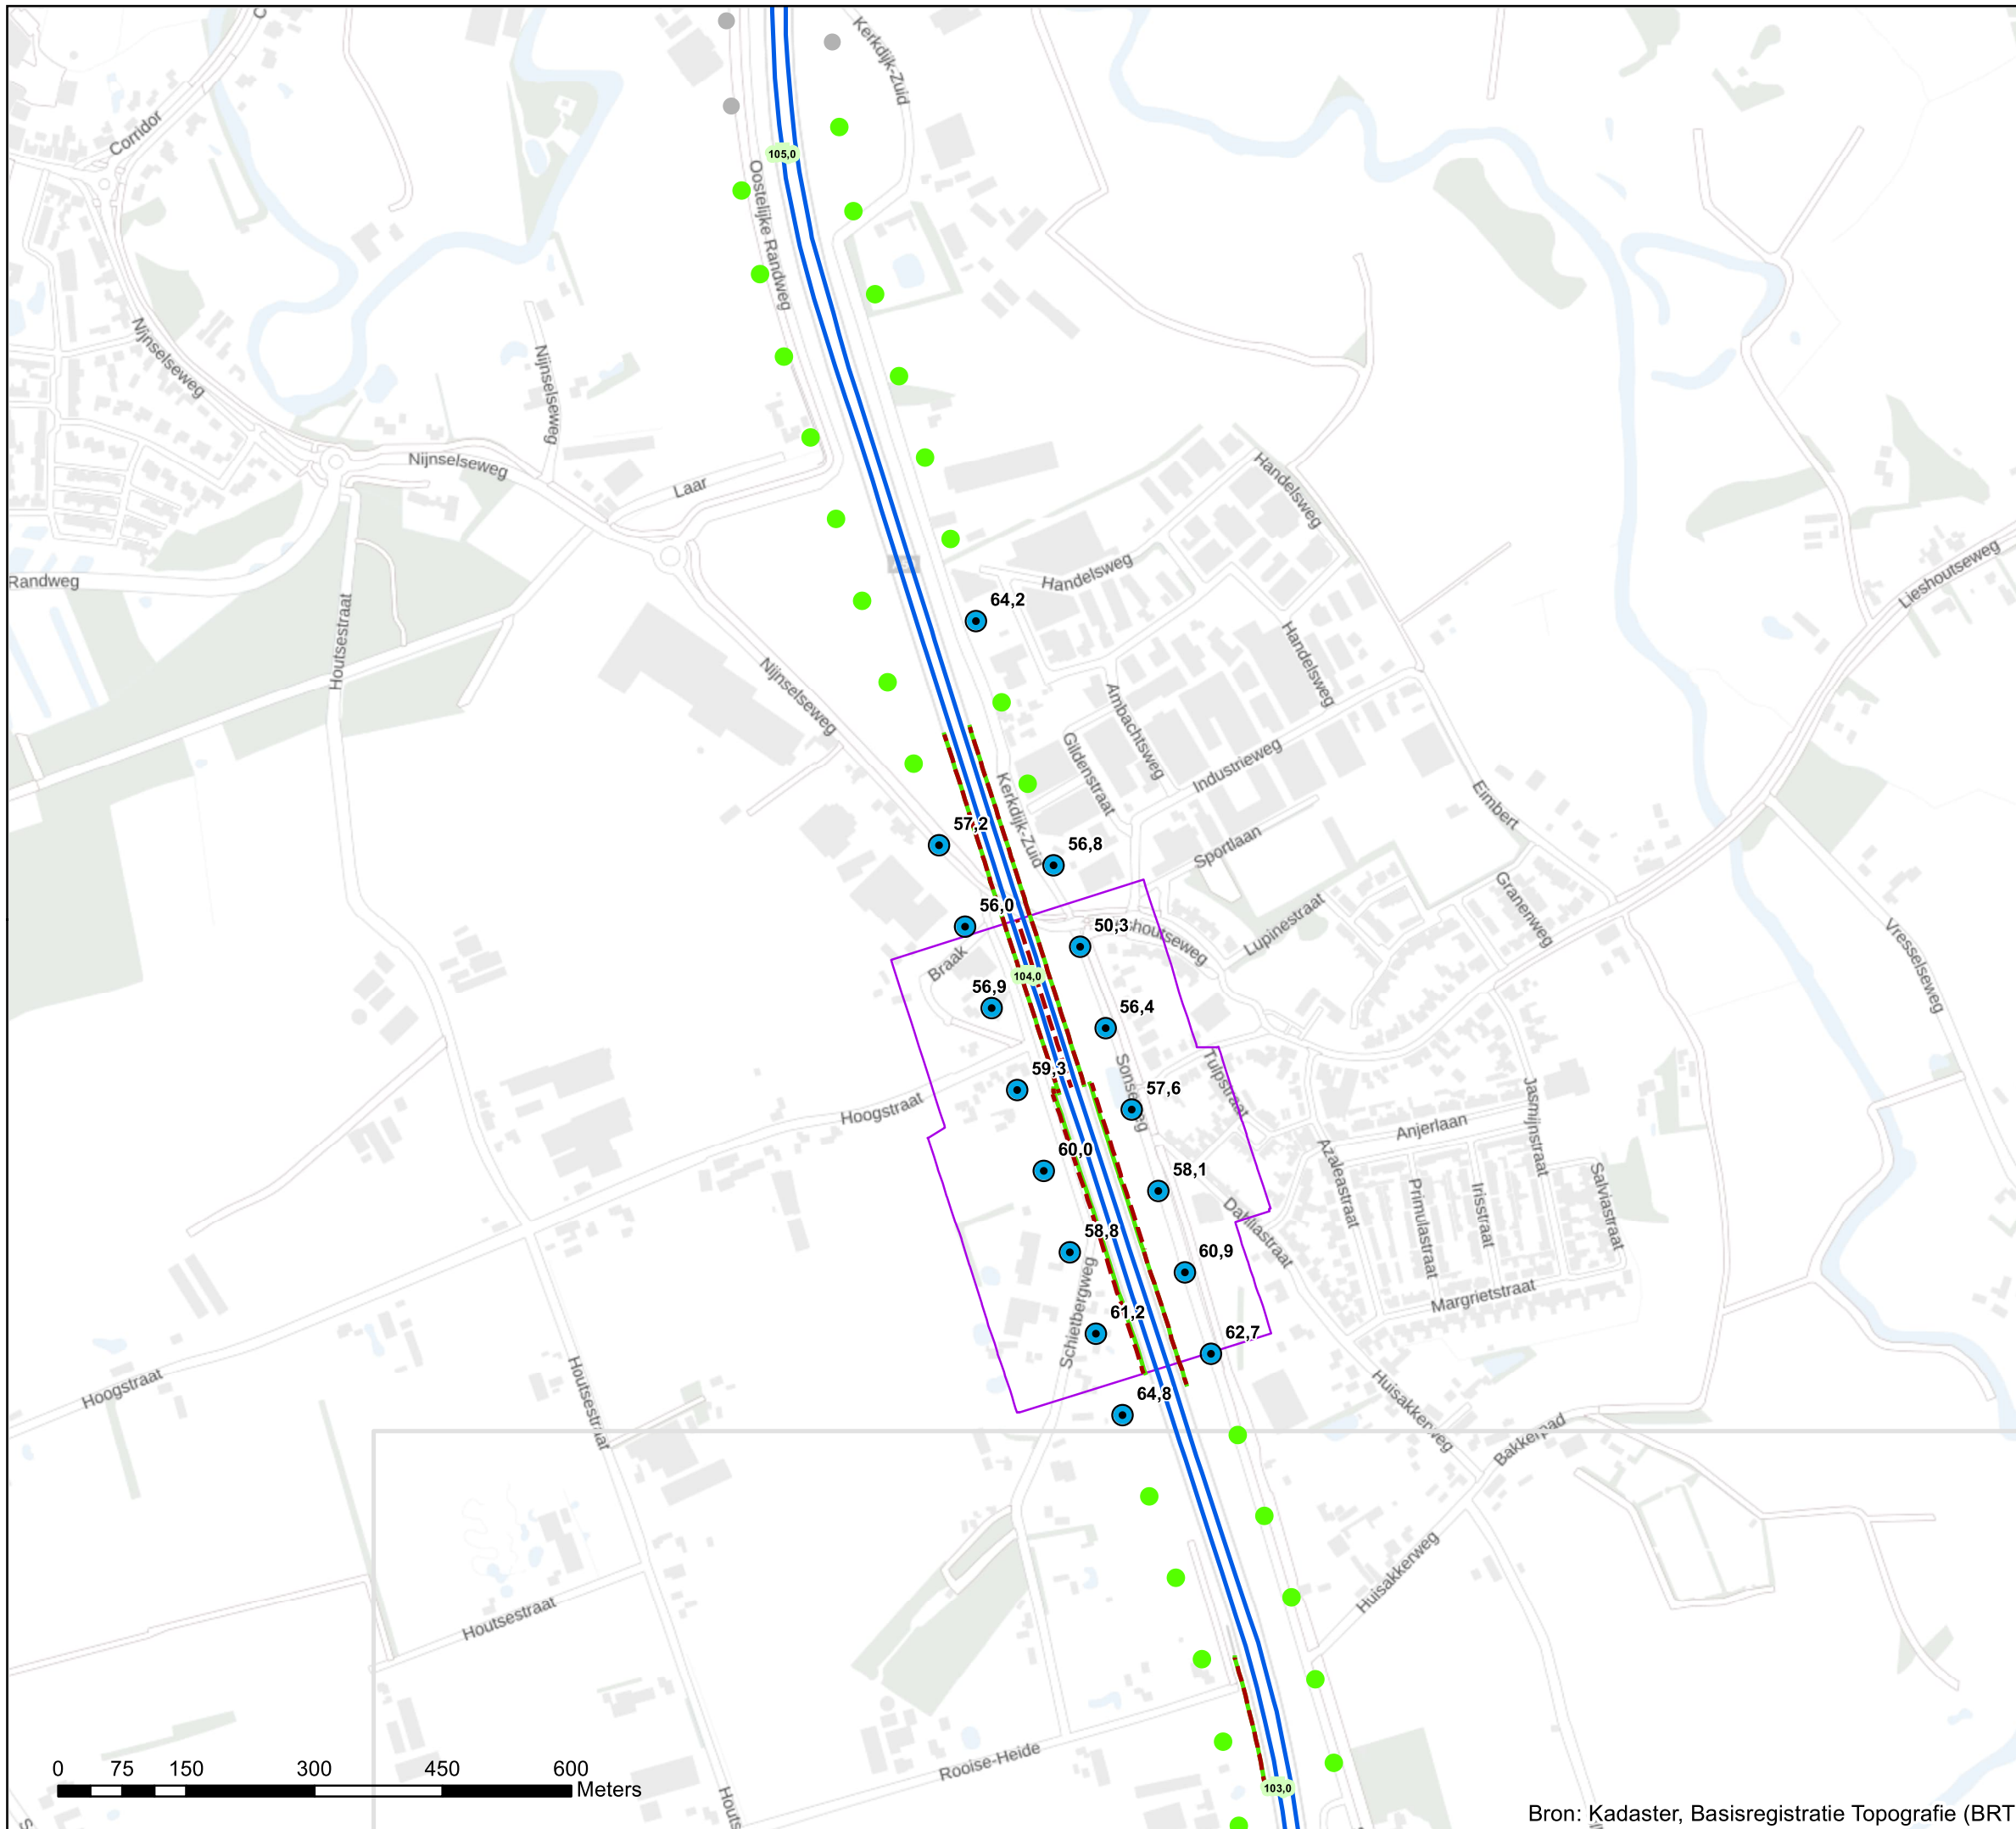 Kerkdijk-Zuid
Corridor
105,0
Oostelijke Randweg
Nijnselseweg
Nijnselseweg
Nijnselseweg
Laar
Handelsweg
Handelsweg
Lieshoutseweg
Randweg
Houtsestraat
64,2
Handelsweg
Nijnselseweg
Ambachtsweg
Gildenstraat
Industrieweg
Kerkdijk-Zuid
Eimbert
57,2
56,8
Sportlaan
Granenweg
56,0
50,3
houtseweg
Lupinestraat
Vresselseweg
Braak
104,0
56,9
56,4
59,3
Sonseweg
57,6
Tulpstraat
Hoogstraat
Anjerlaan
Jasmijnstraat
60,0
58,1
Azaleastraat
Primulastraat
Irisstraat
Salviastraat
Dahliastraat
58,8
60,9
Margrietstraat
Schietbergweg
61,2
62,7
Hoogstraat
Houtsestraat
64,8
Huisakkerweg
Bakkerpad
Huisakkerweg
Houtsestraat
Rooise-Heide
Houts
103,0
0 75 150 300 450 600
Meters
Bron: Kadaster, Basisregistratie Topografie (BRT